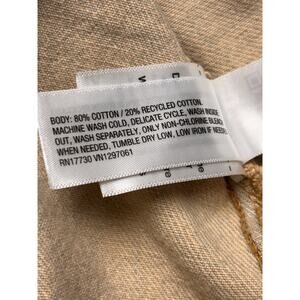 BODY: 80% COTTON / 20% RECYCLED COTTON.
MACHINE WASH COLD, DELICATE CYCLE, WASH INSIDE
OUT, WASH SEPARATELY, ONLY NON-CHLORINE BLEACH
WHEN NEEDED, TUMBLE DRY LOW, LOW IRON IF
RN17730 VN1297061